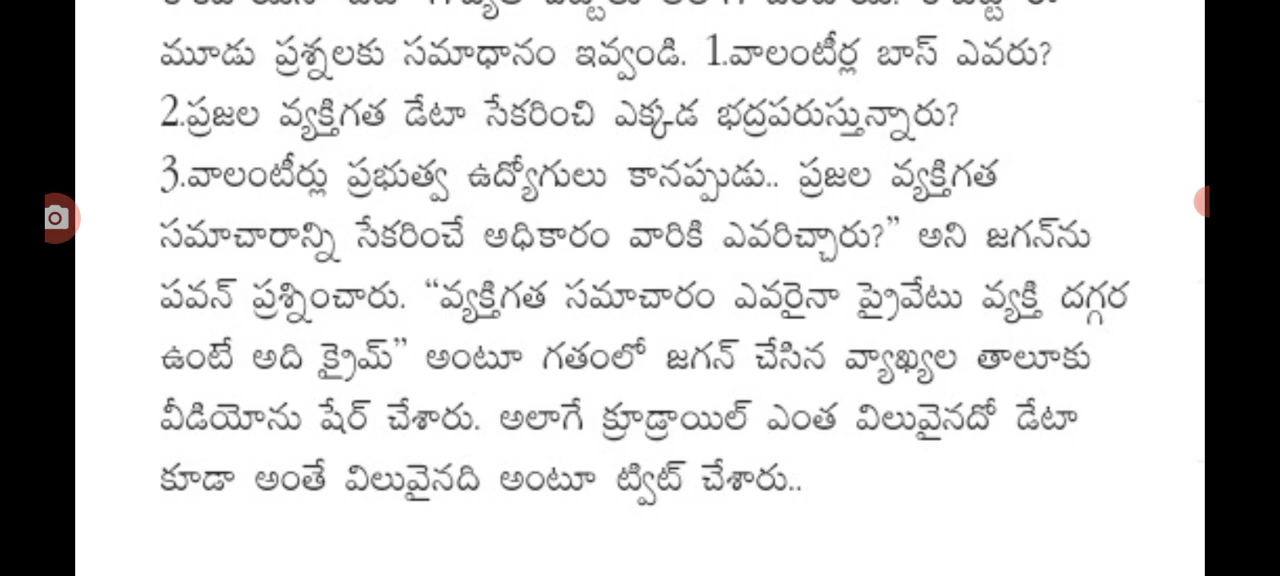 మూడు ప్రశ్నలకు సమాధానం ఇవ్వండి. 1.వాలంటీర్ల బాస్ ఎవరు?
2.ప్రజల వ్యక్తిగత డేటా సేకరించి ఎక్కడ భద్రపరుస్తున్నారు?
3.వాలంటీర్లు ప్రభుత్వ ఉద్యోగులు కానప్పుడు.. ప్రజల వ్యక్తిగత
సమాచారాన్ని సేకరించే అధికారం వారికి ఎవరిచ్చారు?” అని జగన్‌ను
పవన్ ప్రశ్నించారు. “వ్యక్తిగత సమాచారం ఎవరైనా ప్రైవేటు వ్యక్తి దగ్గర
ఉంటే అది క్రైమ్” అంటూ గతంలో జగన్ చేసిన వ్యాఖ్యల తాలూకు
వీడియోను షేర్ చేశారు. అలాగే క్రూడ్రాయిల్ ఎంత విలువైనదో డేటా
కూడా అంతే విలువైనది అంటూ ట్విట్ చేశారు..